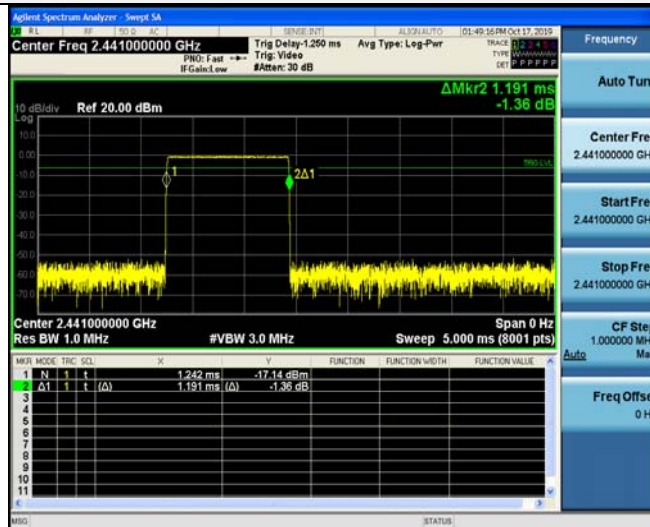 Agilent Spectrum Analyzer - Swept SA
RL RF 50 Ω AC SENSE:INT ALIGN AUTO 01:49:16 PM Oct 17, 2019
Center Freq 2.441000000 GHz
PNO: Fast
IFGain:Low
Trig Delay-1.250 ms
Trig: Video
#Atten: 30 dB
Avg Type: Log-Pwr
TRACE 1 2 3 4 5 6
TYPE
DET P P P P P P
ΔMkr2 1.191 ms
-1.36 dB
10 dB/div Ref 20.00 dBm
Log
10.0
0.00
-10.0
-20.0
-30.0
-40.0
-50.0
-60.0
-70.0
1
2Δ1
TRIG LVL
Center 2.441000000 GHz Span 0 Hz
Res BW 1.0 MHz #VBW 3.0 MHz Sweep 5.000 ms (8001 pts)
MKR MODE TRC SCL X Y FUNCTION FUNCTION WIDTH FUNCTION VALUE
1 N 1 t 1.242 ms -17.14 dBm
2 Δ1 1 t (Δ) 1.191 ms (Δ) -1.36 dB
3
4
5
6
7
8
9
10
11
MSG STATUS
Frequency
Auto Tun
Center Fre
2.441000000 GH
Start Fre
2.441000000 GH
Stop Fre
2.441000000 GH
CF Ste
1.000000 MH
Auto Ma
Freq Offse
0 H